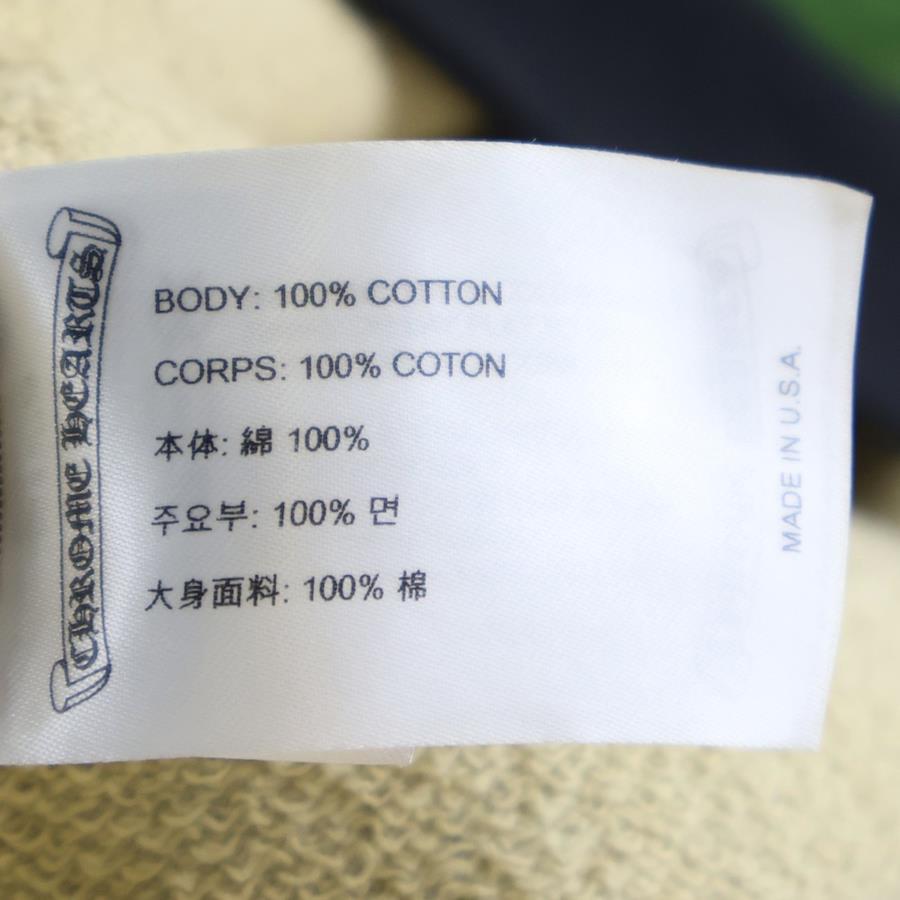 CHROME HEARTS
BODY: 100% COTTON
CORPS: 100% COTON
本体: 綿 100%
주요부: 100% 면
大身面料: 100% 棉
MADE IN U.S.A.